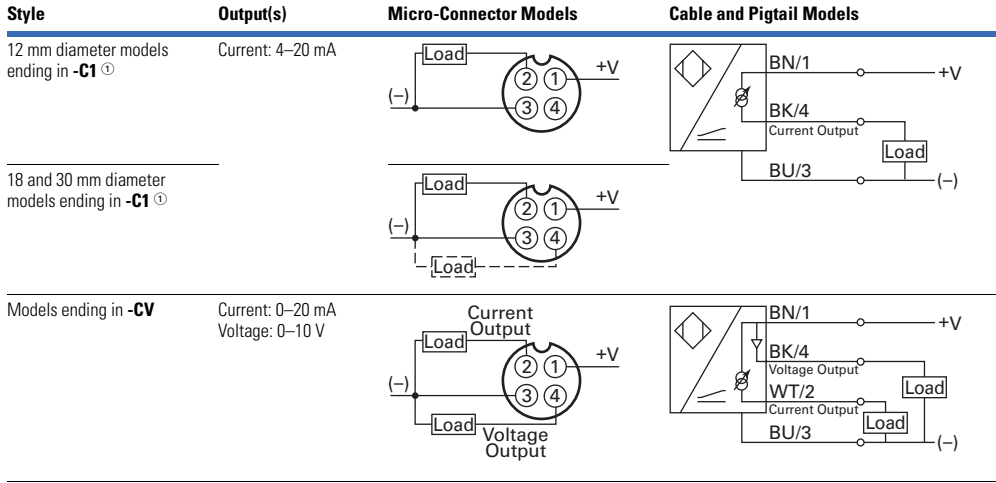 Style Output(s) Micro-Connector Models Cable and Pigtail Models
12 mm diameter models
ending in -C1 ①
Current: 4–20 mA
Load
+V
2 1
(–)
3 4
BN/1
+V
BK/4
Current Output
Load
BU/3
(–)
18 and 30 mm diameter
models ending in -C1 ①
Load
+V
2 1
(–)
3 4
Load
Models ending in -CV
Current: 0–20 mA
Voltage: 0–10 V
Current
Output
Load
+V
2 1
(–)
3 4
Load
Voltage
Output
BN/1
+V
BK/4
Voltage Output
Load
WT/2
Current Output
Load
BU/3
(–)